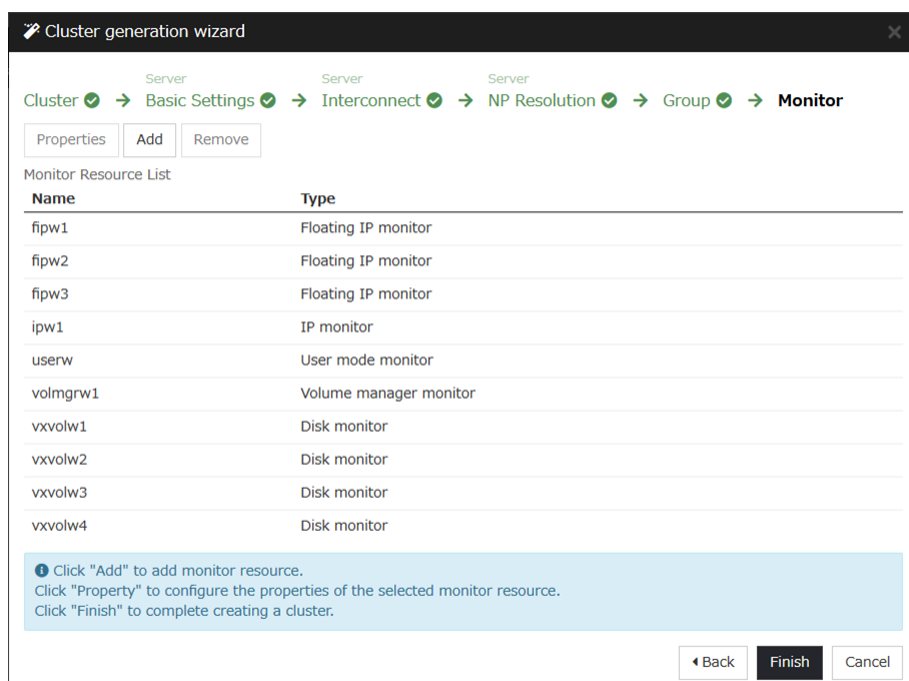 Cluster generation wizard
Server Server Server
Cluster Basic Settings Interconnect NP Resolution Group Monitor
Properties Add Remove
Monitor Resource List
Name Type
fipw1 Floating IP monitor
fipw2 Floating IP monitor
fipw3 Floating IP monitor
ipw1 IP monitor
userw User mode monitor
volmgrw1 Volume manager monitor
vxvolw1 Disk monitor
vxvolw2 Disk monitor
vxvolw3 Disk monitor
vxvolw4 Disk monitor
Click "Add" to add monitor resource.
Click "Property" to configure the properties of the selected monitor resource.
Click "Finish" to complete creating a cluster.
Back Finish Cancel